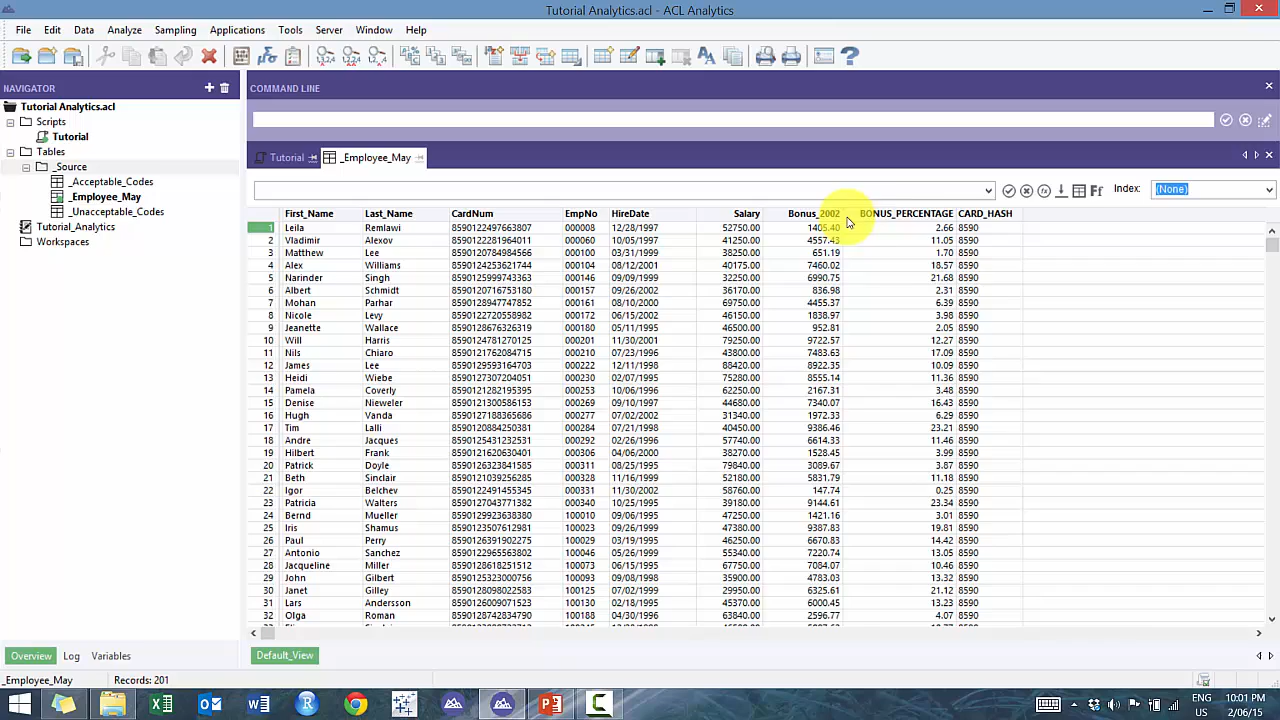 Tutorial Analytics.acl - ACL Analytics
File Edit Data Analyze Sampling Applications Tools Server Window Help
NAVIGATOR
Tutorial Analytics.acl
Scripts
Tutorial
Tables
_Source
_Acceptable_Codes
_Employee_May
_Unacceptable_Codes
Tutorial_Analytics
Workspaces
Overview Log Variables
COMMAND LINE
Tutorial _Employee_May
Index: (None)
First_Name Last_Name CardNum EmpNo HireDate Salary Bonus_2002 BONUS_PERCENTAGE CARD_HASH
1 Leila Remlawi 8590122497663807 000008 12/28/1997 52750.00 1405.40 2.66 8590
2 Vladimir Alexov 8590122281964011 000060 10/05/1997 41250.00 4557.43 11.05 8590
3 Matthew Lee 8590120784984566 000100 03/31/1999 38250.00 651.19 1.70 8590
4 Alex Williams 8590124253621744 000104 08/12/2001 40175.00 7460.02 18.57 8590
5 Narinder Singh 8590125999743363 000146 09/09/1999 32250.00 6990.75 21.68 8590
6 Albert Schmidt 8590120716753180 000157 09/26/2002 36170.00 836.98 2.31 8590
7 Mohan Parhar 8590128947747852 000161 08/10/2000 69750.00 4455.37 6.39 8590
8 Nicole Levy 8590122720558982 000172 06/15/2002 46150.00 1838.97 3.98 8590
9 Jeanette Wallace 8590128676326319 000180 05/11/1995 46500.00 952.81 2.05 8590
10 Will Harris 8590124781270125 000201 11/30/2001 79250.00 9722.57 12.27 8590
11 Nils Chiaro 8590121762084715 000210 07/23/1996 43800.00 7483.63 17.09 8590
12 James Lee 8590129593164703 000222 12/11/1998 88420.00 8922.35 10.09 8590
13 Heidi Wiebe 8590127307204051 000230 02/07/1995 75280.00 8555.14 11.36 8590
14 Pamela Coverly 8590121282195395 000253 10/06/1996 62250.00 2167.31 3.48 8590
15 Denise Nieweler 8590121300586153 000269 09/10/1997 44680.00 7340.07 16.43 8590
16 Hugh Vanda 8590127188365686 000277 07/02/2002 31340.00 1972.33 6.29 8590
17 Tim Lalli 8590120884250381 000284 07/21/1998 40450.00 9386.46 23.21 8590
18 Andre Jacques 8590125431232531 000292 02/26/1996 57740.00 6614.33 11.46 8590
19 Hilbert Frank 8590121620630401 000306 04/06/2000 38270.00 1528.45 3.99 8590
20 Patrick Doyle 8590126323841585 000311 08/25/1995 79840.00 3089.67 3.87 8590
21 Beth Sinclair 8590121039256285 000328 11/18/1999 52180.00 5831.79 11.18 8590
22 Igor Belchev 8590122491455345 000331 11/30/2002 58760.00 147.74 0.25 8590
23 Patricia Walters 8590127043771382 000340 10/25/1995 39180.00 9144.61 23.34 8590
24 Bernd Mueller 8590129923638380 100010 09/06/1995 47250.00 1421.16 3.01 8590
25 Iris Shamus 8590123507612981 100023 09/26/1999 47380.00 9387.83 19.81 8590
26 Paul Perry 8590126391902275 100029 03/19/1995 46250.00 6670.83 14.42 8590
27 Antonio Sanchez 8590122965563802 100046 05/26/1999 55340.00 7220.74 13.05 8590
28 Jacqueline Miller 8590128618251512 100073 06/15/1995 67750.00 7084.07 10.46 8590
29 John Gilbert 8590125323000756 100093 09/08/1998 35900.00 4783.03 13.32 8590
30 Janet Gilley 8590128098022583 100125 07/02/1999 29950.00 6325.61 21.12 8590
31 Lars Andersson 8590126009071523 100130 02/18/1995 45370.00 6000.45 13.23 8590
32 Olga Roman 8590128742834790 100135 06/24/1996 63840.00 2596.77 4.07 8590
Default_View
_Employee_May Records: 201
ENG 10:01 PM
US 2/06/15